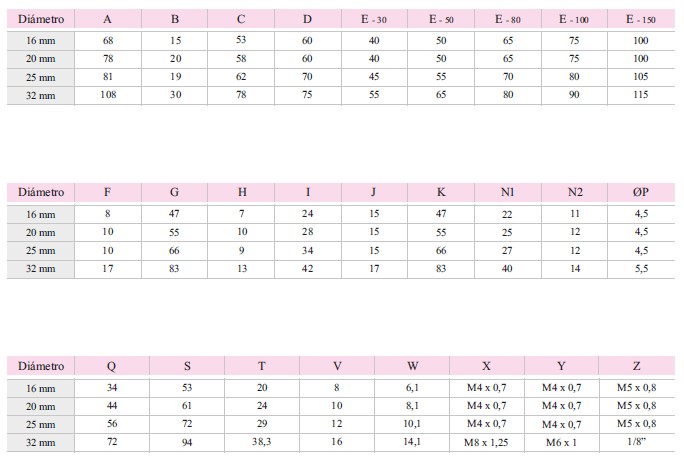 Diámetro A B C D E - 30 E - 50 E - 80 E - 100 E - 150
16 mm 68 15 53 60 40 50 65 75 100
20 mm 78 20 58 60 40 50 65 75 100
25 mm 81 19 62 70 45 55 70 80 105
32 mm 108 30 78 75 55 65 80 90 115
Diámetro F G H I J K N1 N2 ØP
16 mm 8 47 7 24 15 47 22 11 4,5
20 mm 10 55 10 28 15 55 25 12 4,5
25 mm 10 66 9 34 15 66 27 12 4,5
32 mm 17 83 13 42 17 83 40 14 5,5
Diámetro Q S T V W X Y Z
16 mm 34 53 20 8 6,1 M4 x 0,7 M4 x 0,7 M5 x 0,8
20 mm 44 61 24 10 8,1 M4 x 0,7 M4 x 0,7 M5 x 0,8
25 mm 56 72 29 12 10,1 M4 x 0,7 M4 x 0,7 M5 x 0,8
32 mm 72 94 38,3 16 14,1 M8 x 1,25 M6 x 1 1/8”